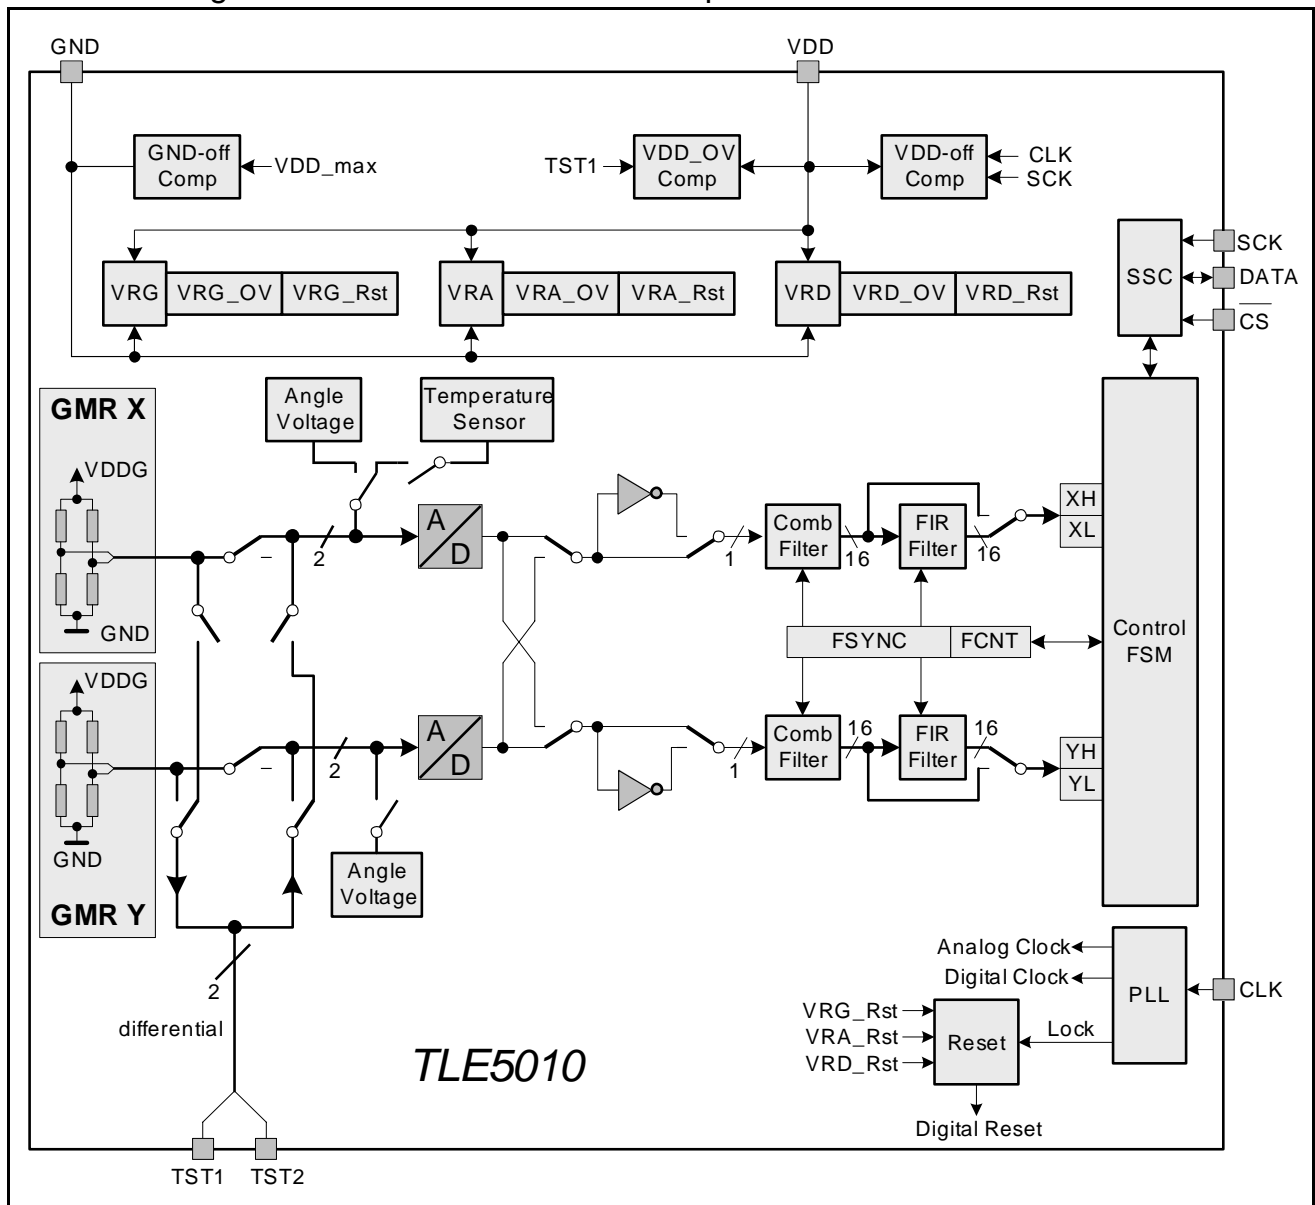 GND
VDD
GND-off
Comp
VDD_max
TST1
VDD_OV
Comp
VDD-off
Comp
CLK
SCK
VRG
VRG_OV
VRG_Rst
VRA
VRA_OV
VRA_Rst
VRD
VRD_OV
VRD_Rst
SSC
SCK
DATA
CS
GMR X
VDDG
GND
Angle
Voltage
Temperature
Sensor
2
A
D
1
Comb
Filter
16
FIR
Filter
16
XH
XL
FSYNC
FCNT
Control
FSM
VDDG
GND
GMR Y
2
A
D
1
Comb
Filter
16
FIR
Filter
16
YH
YL
Angle
Voltage
2
differential
TLE5010
Analog Clock
Digital Clock
PLL
CLK
Lock
VRG_Rst
VRA_Rst
VRD_Rst
Reset
Digital Reset
TST1
TST2